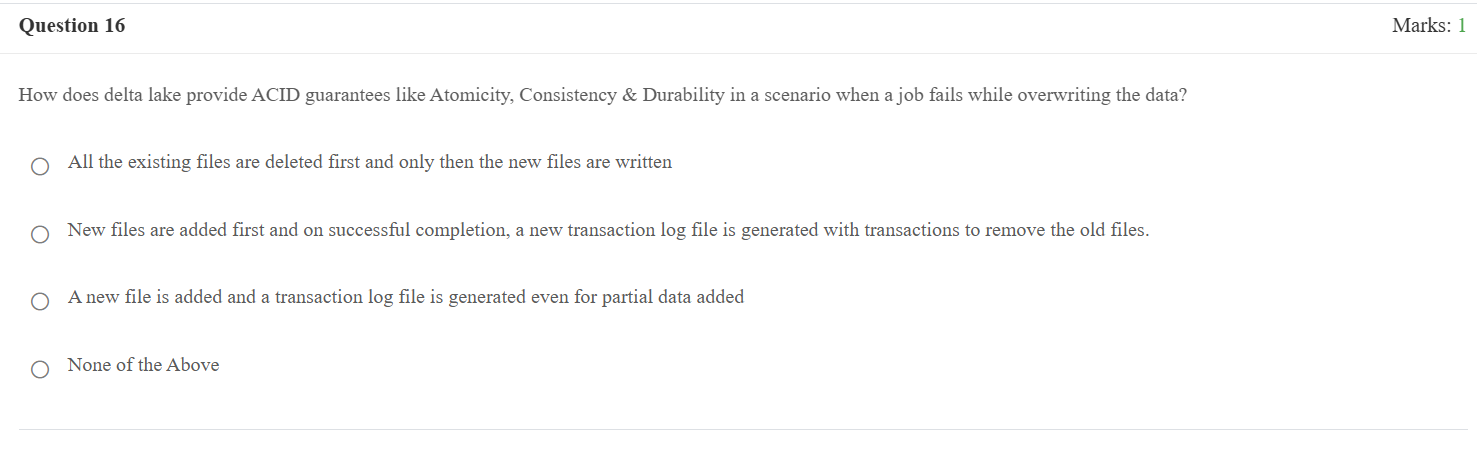 Question 16
Marks: 1
How does delta lake provide ACID guarantees like Atomicity, Consistency & Durability in a scenario when a job fails while overwriting the data?
All the existing files are deleted first and only then the new files are written
New files are added first and on successful completion, a new transaction log file is generated with transactions to remove the old files.
A new file is added and a transaction log file is generated even for partial data added
None of the Above